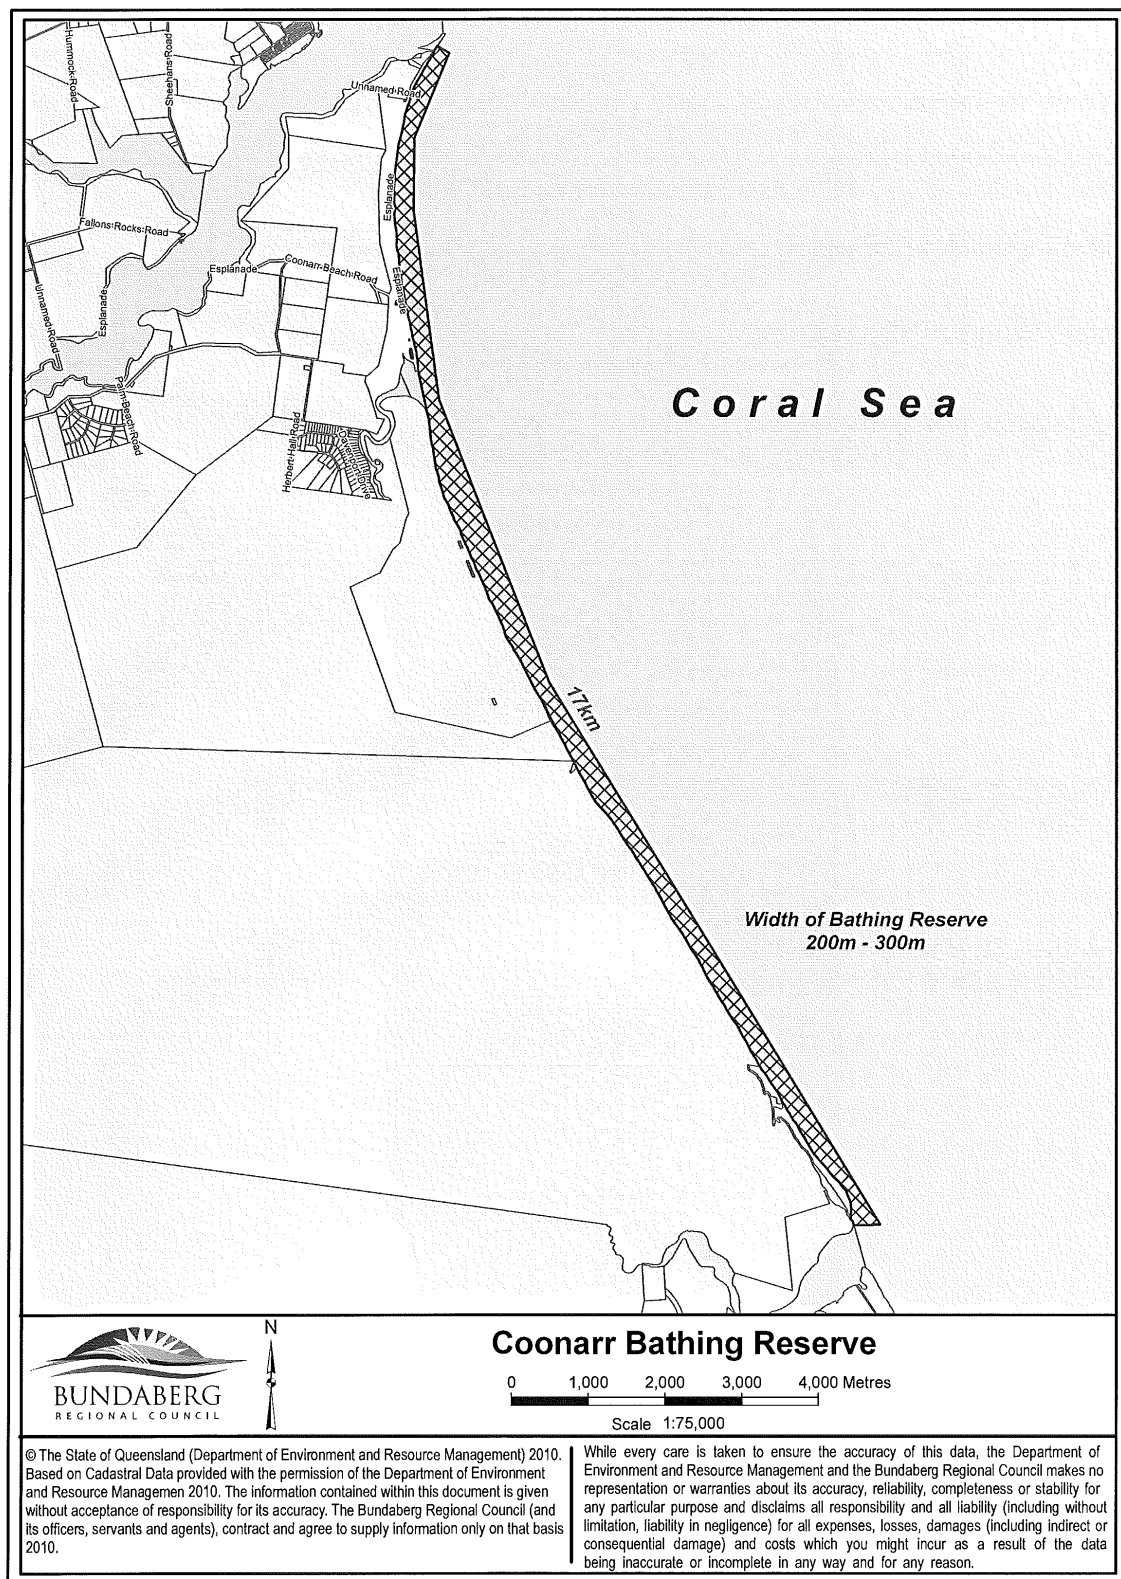 Hummock Road
Sheehans Road
Unnamed Road
Esplanade
Fallons Rocks Road
Esplanade
Coonarr Beach Road
Esplanade
Unnamed Road
Esplanade
Coral Sea
Palm Beach Road
Herbert Hall Road
17km
Width of Bathing Reserve
200m - 300m
N
Coonarr Bathing Reserve
0 1,000 2,000 3,000 4,000 Metres
Scale 1:75,000
BUNDABERG
REGIONAL COUNCIL
© The State of Queensland (Department of Environment and Resource Management) 2010.
Based on Cadastral Data provided with the permission of the Department of Environment
and Resource Managemen 2010. The information contained within this document is given
without acceptance of responsibility for its accuracy. The Bundaberg Regional Council (and
its officers, servants and agents), contract and agree to supply information only on that basis
2010.
While every care is taken to ensure the accuracy of this data, the Department of
Environment and Resource Management and the Bundaberg Regional Council makes no
representation or warranties about its accuracy, reliability, completeness or stability for
any particular purpose and disclaims all responsibility and all liability (including without
limitation, liability in negligence) for all expenses, losses, damages (including indirect or
consequential damage) and costs which you might incur as a result of the data
being inaccurate or incomplete in any way and for any reason.